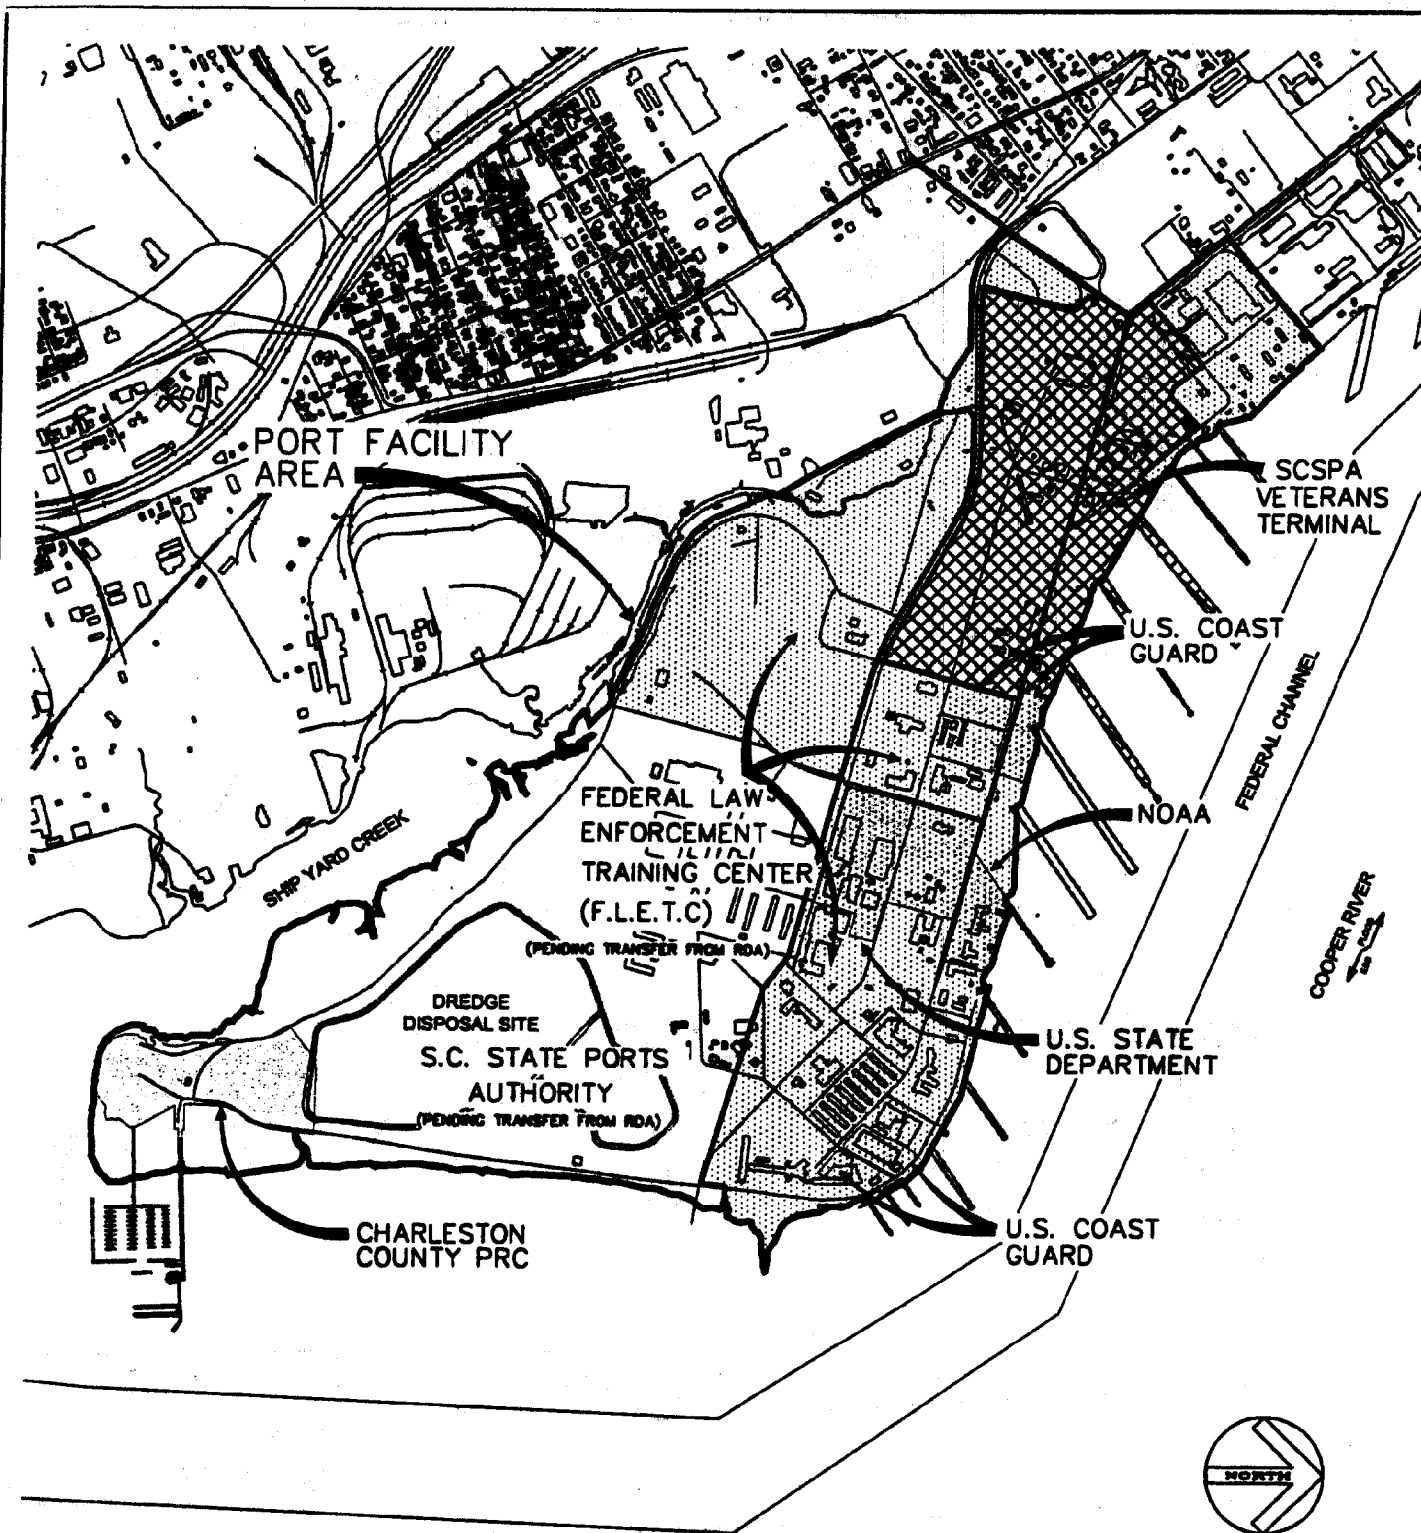 PORT FACILITY
AREA
SCSPA
VETERANS
TERMINAL
U.S. COAST
GUARD
FEDERAL CHANNEL
NOAA
FEDERAL LAW
ENFORCEMENT
TRAINING CENTER
(F.L.E.T.C)
(PENDING TRANSFER FROM RDA)
SHIP YARD CREEK
COOPER RIVER
DREDGE
DISPOSAL SITE
S.C. STATE PORTS
AUTHORITY
(PENDING TRANSFER FROM RDA)
U.S. STATE
DEPARTMENT
CHARLESTON
COUNTY PRC
U.S. COAST
GUARD
NORTH